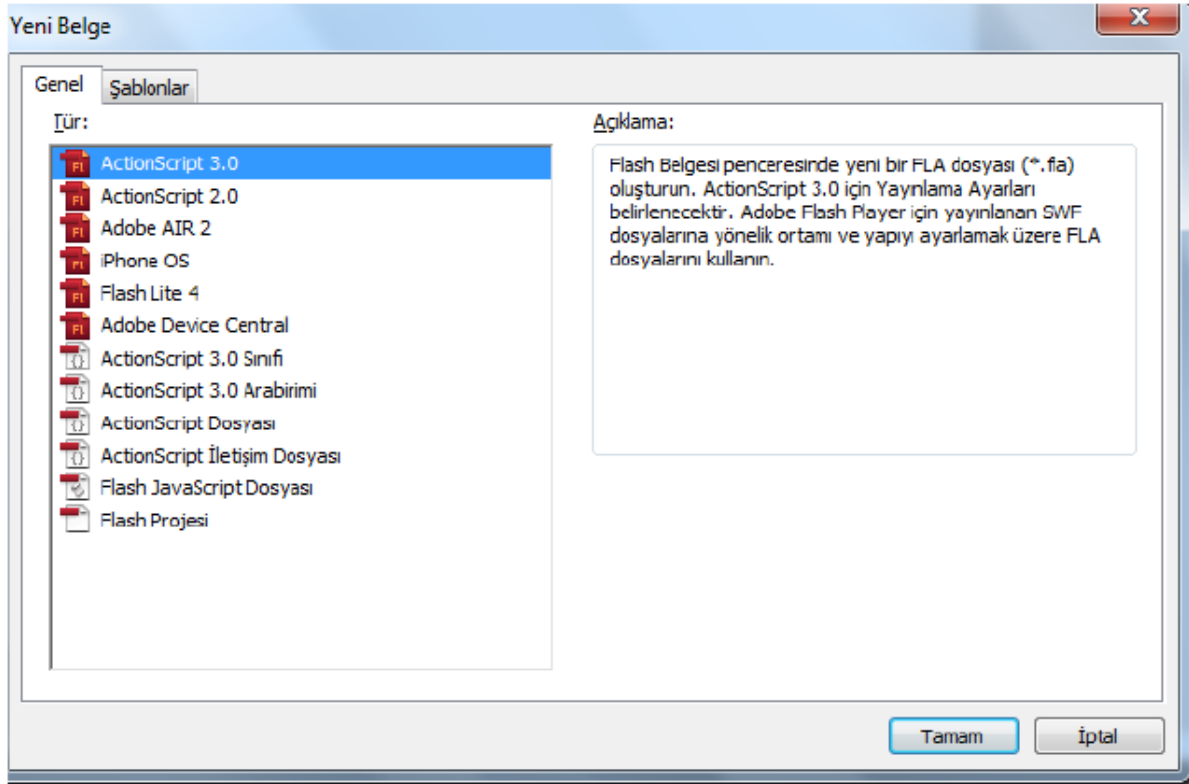 Yeni Belge
Genel
Şablonlar
Tür:
ActionScript 3.0
ActionScript 2.0
Adobe AIR 2
iPhone OS
Flash Lite 4
Adobe Device Central
ActionScript 3.0 Sınıfı
ActionScript 3.0 Arabirimi
ActionScript Dosyası
ActionScript İletişim Dosyası
Flash JavaScript Dosyası
Flash Projesi
Açıklama:
Flash Belgesi penceresinde yeni bir FLA dosyası (*.fla)
oluşturun. ActionScript 3.0 için Yayınlama Ayarları
belirlenecektir. Adobe Flash Player için yayınlanan SWF
dosyalarına yönelik ortamı ve yapıyı ayarlamak üzere FLA
dosyalarını kullanın.
Tamam
İptal